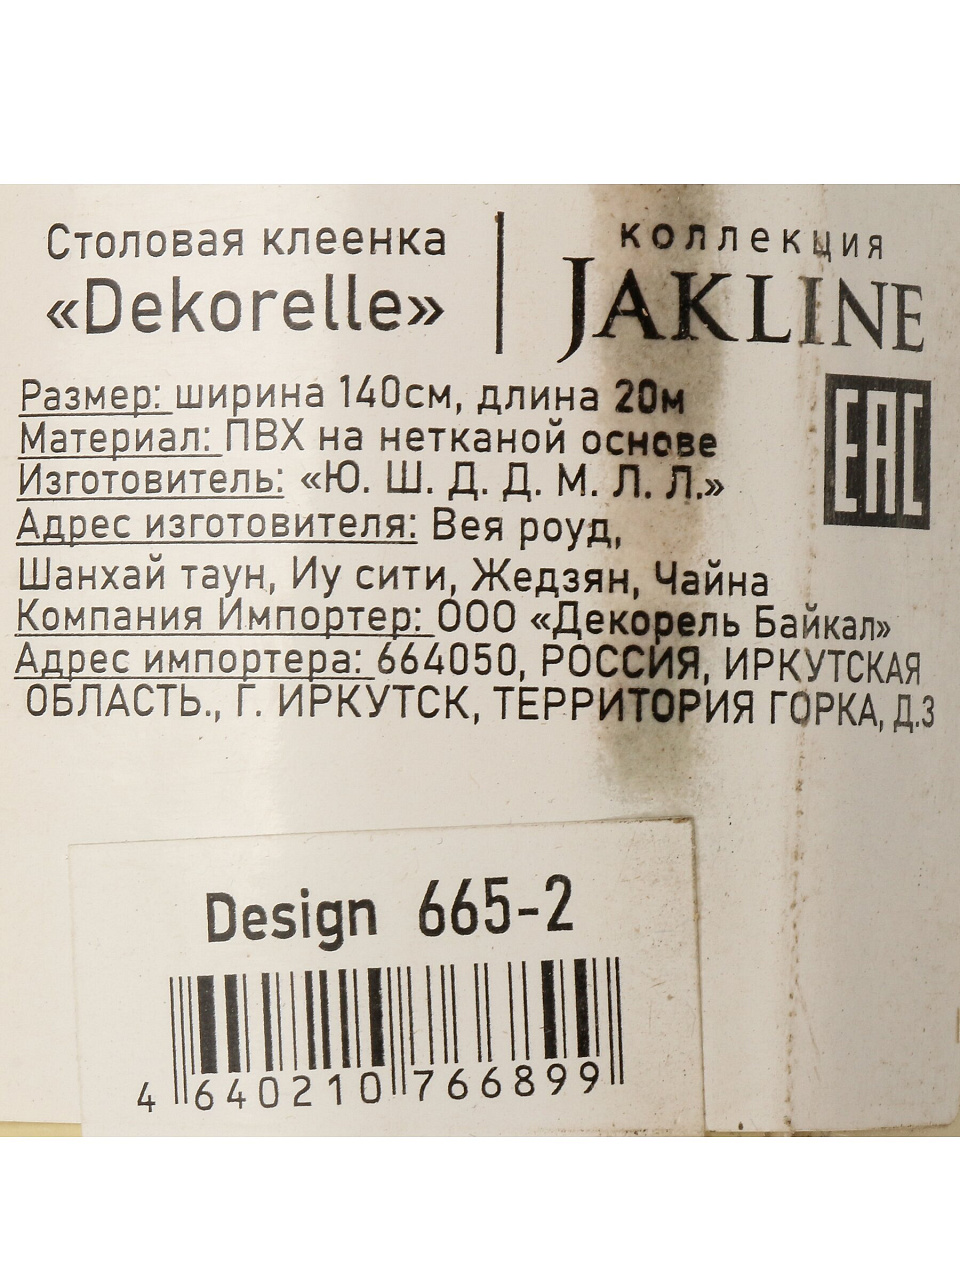 Столовая клеенка
«Dekorelle»
коллекция
JAKLINE
Размер: ширина 140см, длина 20м
Материал: ПВХ на нетканой основе
Изготовитель: «Ю. Ш. Д. Д. М. Л. Л.»
Адрес изготовителя: Вея роуд,
Шанхай таун, Иу сити, Жедзян, Чайна
Компания Импортер: ООО «Декорель Байкал»
Адрес импортера: 664050, РОССИЯ, ИРКУТСКАЯ
ОБЛАСТЬ., Г. ИРКУТСК, ТЕРРИТОРИЯ ГОРКА, Д.3
EAC
Design 665-2
4 640210 766899